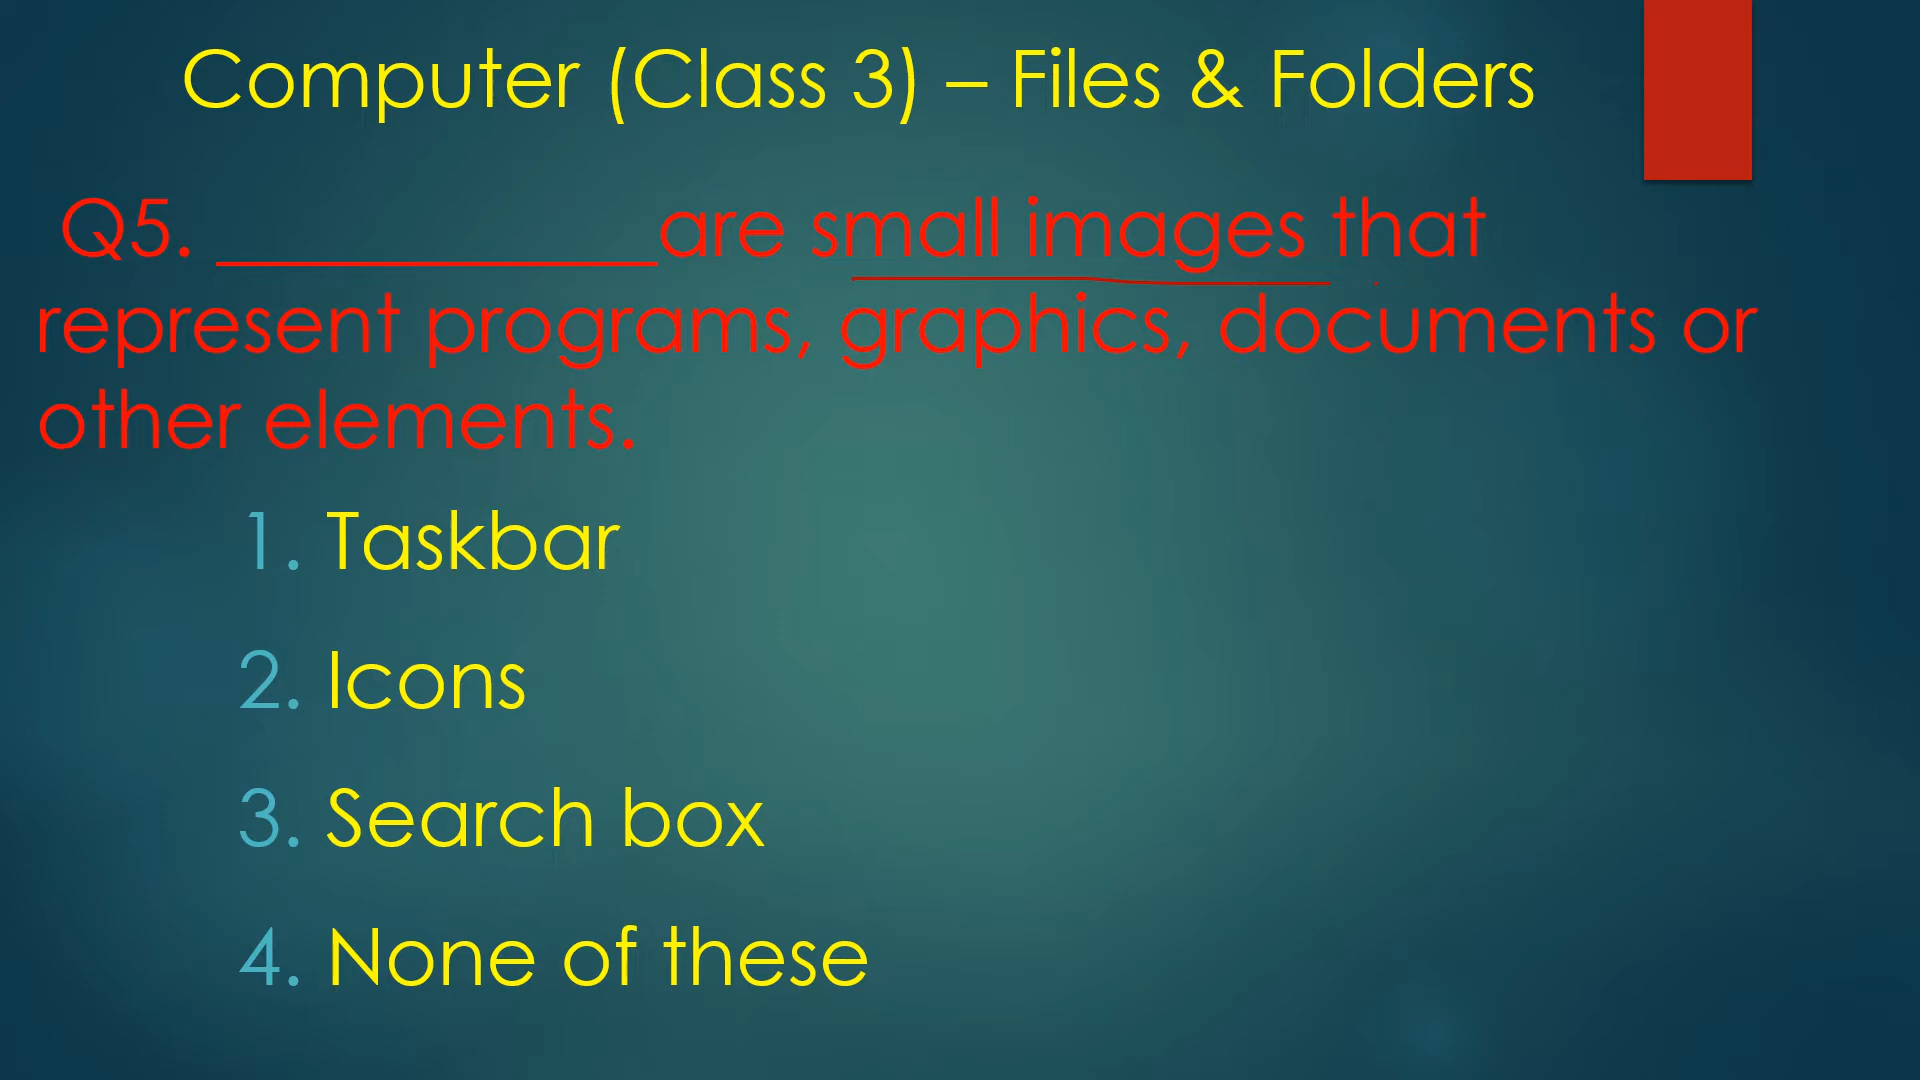 Computer (Class 3) – Files & Folders
Q5. ___________are small images that
represent programs, graphics, documents or
other elements.
1. Taskbar
2. Icons
3. Search box
4. None of these